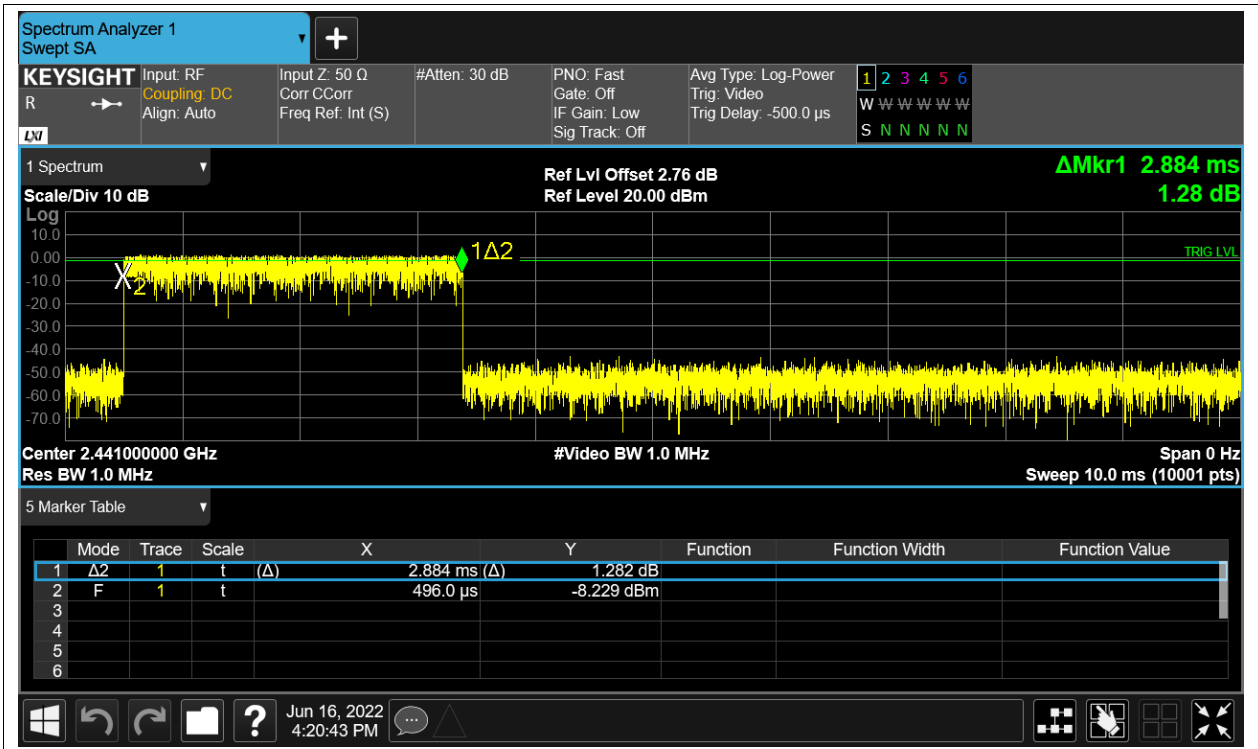 Spectrum Analyzer 1
Swept SA
KEYSIGHT Input: RF Input Z: 50 Ω #Atten: 30 dB PNO: Fast Avg Type: Log-Power 1 2 3 4 5 6
R Coupling: DC Corr CCorr Gate: Off Trig: Video W W W W W W
Align: Auto Freq Ref: Int (S) IF Gain: Low Trig Delay: -500.0 µs
LXI Sig Track: Off S N N N N N
1 Spectrum ΔMkr1 2.884 ms
Ref Lvl Offset 2.76 dB
Scale/Div 10 dB Ref Level 20.00 dBm 1.28 dB
Log
10.0
0.00 1Δ2 TRIG LVL
-10.0 X2
-20.0
-30.0
-40.0
-50.0
-60.0
-70.0
Center 2.441000000 GHz #Video BW 1.0 MHz Span 0 Hz
Res BW 1.0 MHz Sweep 10.0 ms (10001 pts)
5 Marker Table
Mode Trace Scale X Y Function Function Width Function Value
1 Δ2 1 t (Δ) 2.884 ms (Δ) 1.282 dB
2 F 1 t 496.0 µs -8.229 dBm
3
4
5
6
? Jun 16, 2022
4:20:43 PM